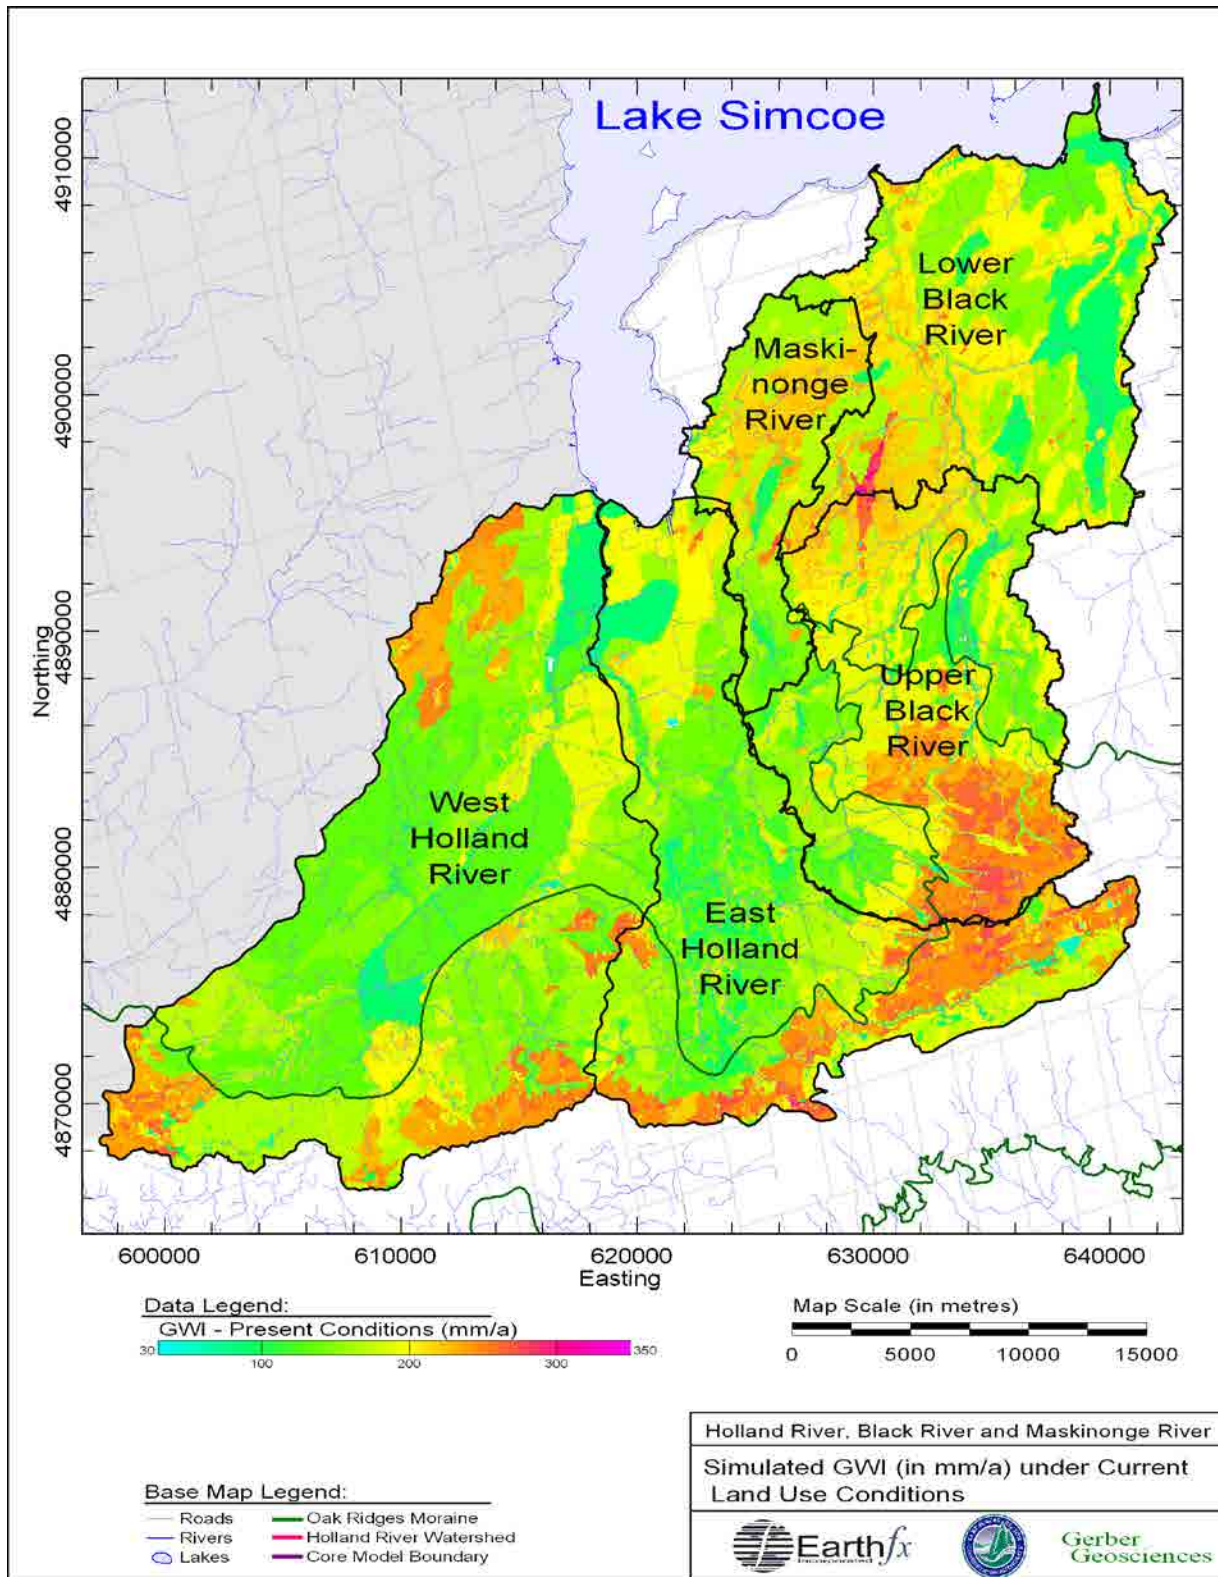 Lake Simcoe
Lower
Black
River
Maski-
nonge
River
Upper
Black
River
West
Holland
River
East
Holland
River
Northing
4910000
4900000
4890000
4880000
4870000
600000
610000
620000
630000
640000
Easting
Data Legend:
GWI - Present Conditions (mm/a)
30
100
200
300
350
Map Scale (in metres)
0
5000
10000
15000
Base Map Legend:
Roads
Rivers
Lakes
Oak Ridges Moraine
Holland River Watershed
Core Model Boundary
Holland River, Black River and Maskinonge River
Simulated GWI (in mm/a) under Current
Land Use Conditions
Earthfx
Incorporated
Gerber
Geosciences